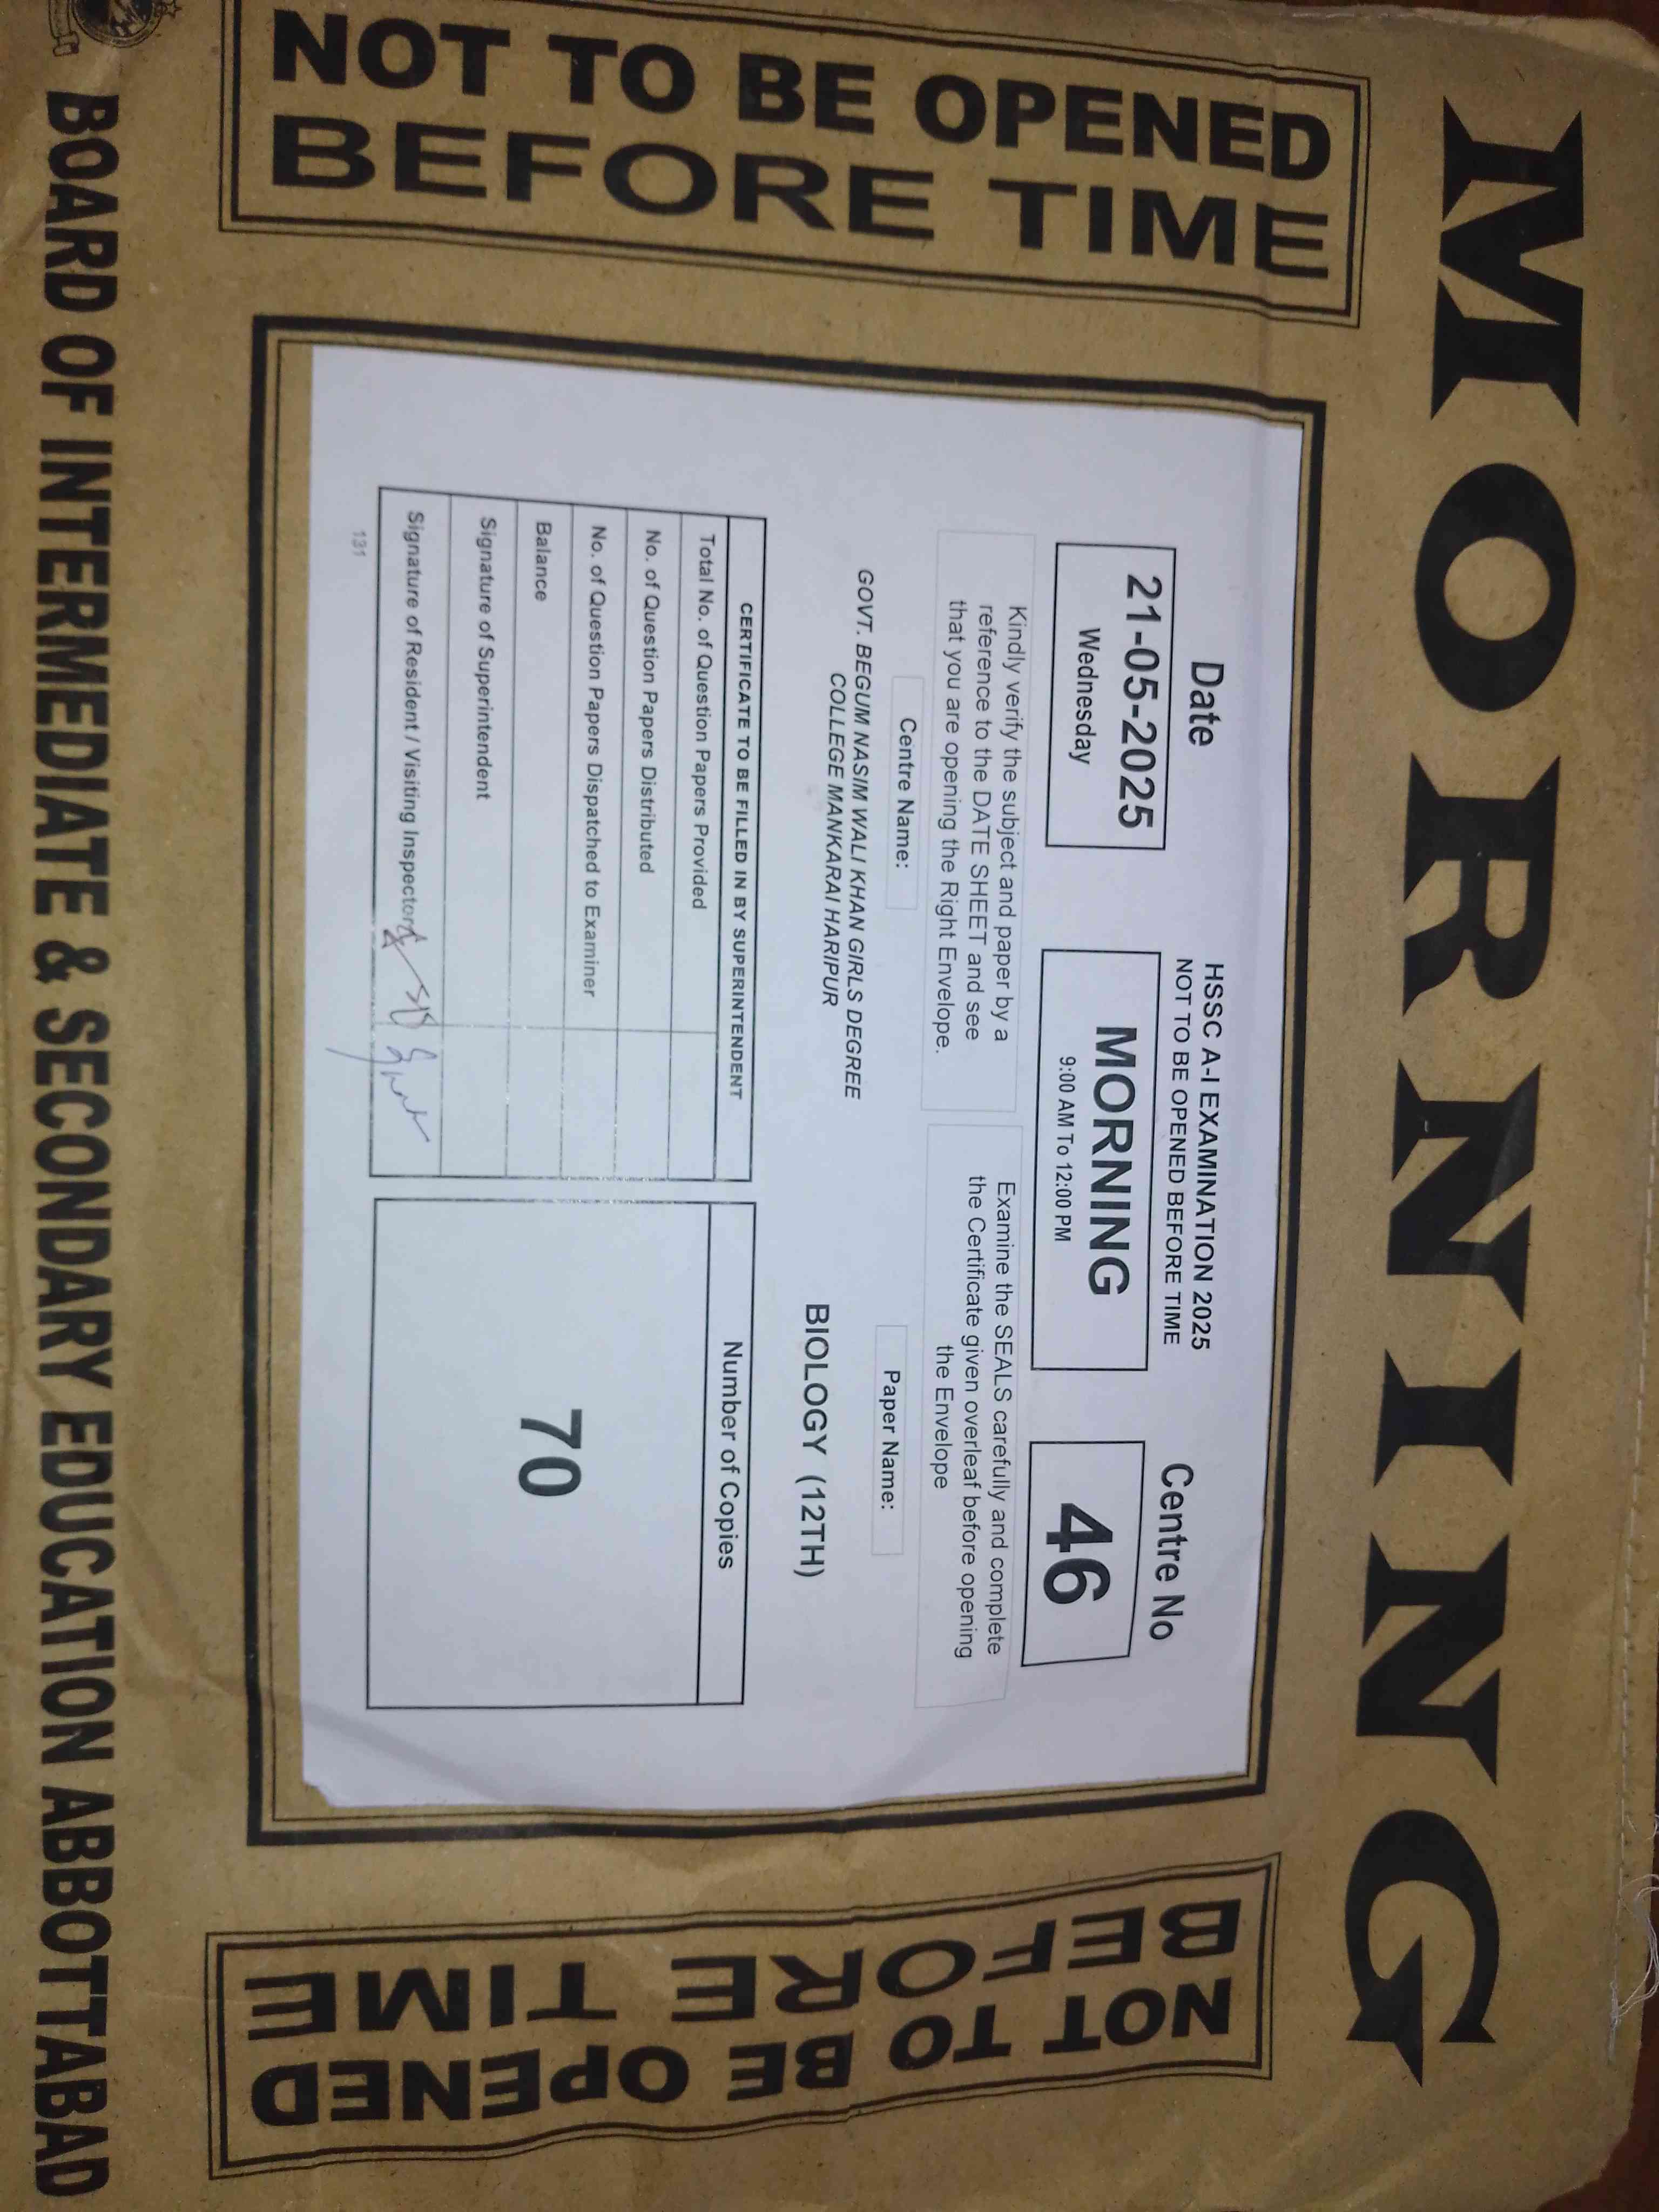 MORNING
NOT TO BE OPENED
BEFORE TIME
Date
21-05-2025
Wednesday
HSSC A-I EXAMINATION 2025
NOT TO BE OPENED BEFORE TIME
MORNING
9:00 AM To 12:00 PM
Centre No
46
Kindly verify the subject and paper by a
reference to the DATE SHEET and see
that you are opening the Right Envelope.
Examine the SEALS carefully and complete
the Certificate given overleaf before opening
the Envelope
Centre Name:
GOVT. BEGUM NASIM WALI KHAN GIRLS DEGREE
COLLEGE MANKARAI HARIPUR
Paper Name:
BIOLOGY (12TH)
CERTIFICATE TO BE FILLED IN BY SUPERINTENDENT
Total No. of Question Papers Provided
No. of Question Papers Distributed
No. of Question Papers Dispatched to Examiner
Balance
Signature of Superintendent
Signature of Resident / Visiting Inspector
131
Number of Copies
70
NOT TO BE OPENED
BEFORE TIME
BOARD OF INTERMEDIATE & SECONDARY EDUCATION ABBOTTABAD